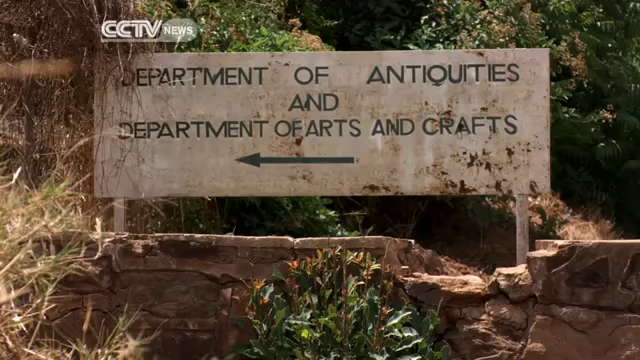 CCTV NEWS
DEPARTMENT OF ANTIQUITIES
AND
DEPARTMENT OF ARTS AND CRAFTS